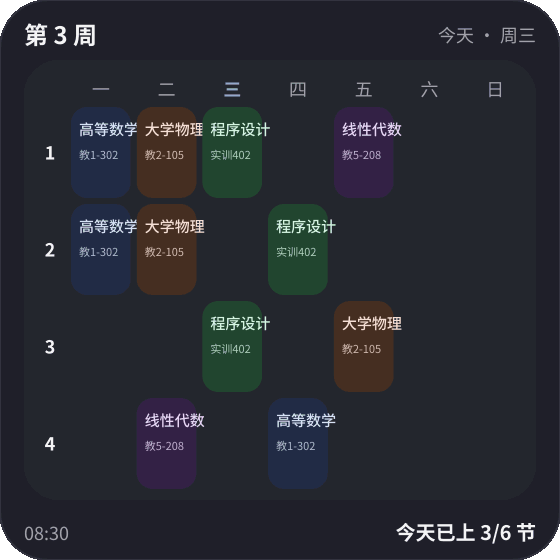 第 3 周
今天 · 周三
一 二 三 四 五 六 日
1
高等数学
教1-302
大学物理
教2-105
程序设计
实训402
线性代数
教5-208
2
高等数学
教1-302
大学物理
教2-105
程序设计
实训402
3
程序设计
实训402
大学物理
教2-105
4
线性代数
教5-208
高等数学
教1-302
08:30
今天已上 3/6 节